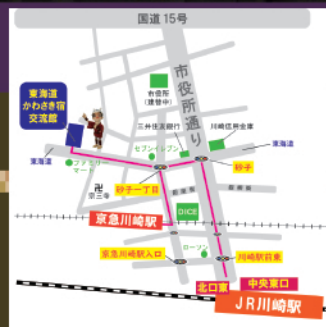 国道15号
東海道
かわさき宿
交流館
市役所
(建替中)
市役所通り
三井住友銀行
川崎信用金庫
セブンイレブン
東海道
東海道
ファミリー
マート
砂子
宗三寺
砂子一丁目
京急川崎駅
DICE
京急川崎駅入口
ローソン
川崎駅前東
北口東
中央東口
JR川崎駅